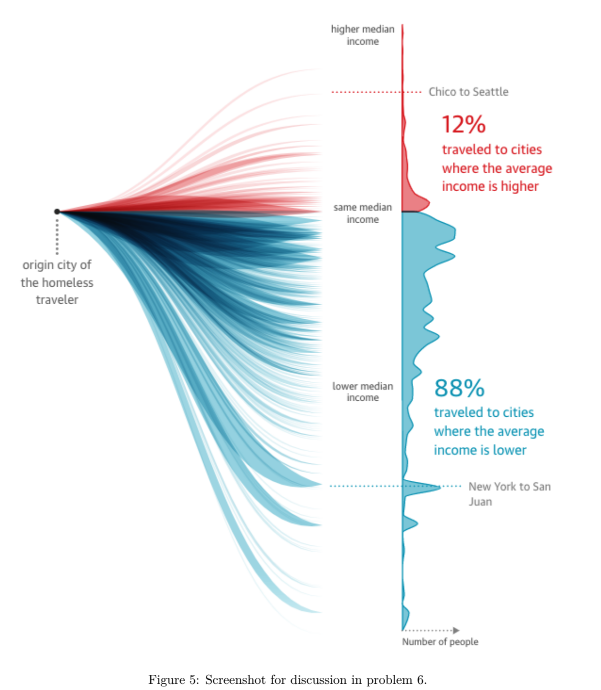 higher median
income
Chico to Seattle
12%
traveled to cities
where the average
income is higher
same median
income
origin city of
the homeless
traveler
lower median
income
88%
traveled to cities
where the average
income is lower
New York to San
Juan
Number of people
Figure 5: Screenshot for discussion in problem 6.